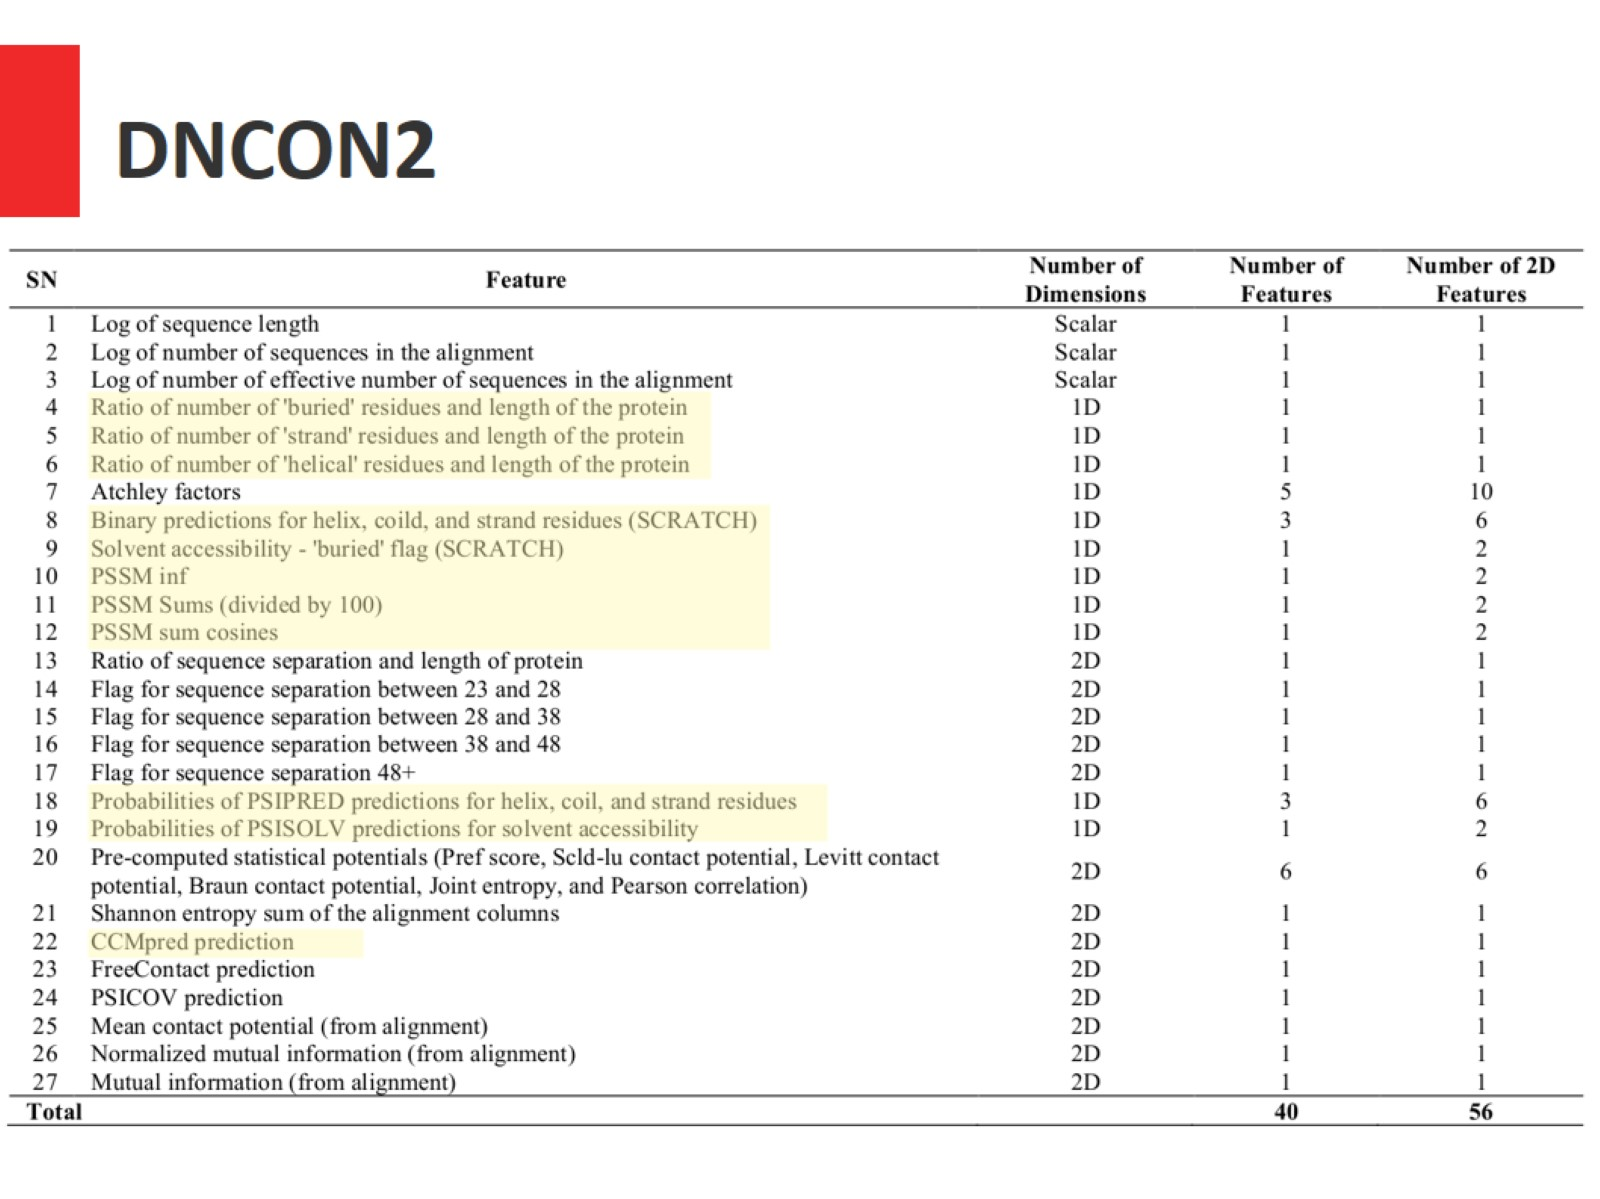 DNCON2
SN Feature Number of Dimensions Number of Features Number of 2D Features
1 Log of sequence length Scalar 1 1
2 Log of number of sequences in the alignment Scalar 1 1
3 Log of number of effective number of sequences in the alignment Scalar 1 1
4 Ratio of number of 'buried' residues and length of the protein 1D 1 1
5 Ratio of number of 'strand' residues and length of the protein 1D 1 1
6 Ratio of number of 'helical' residues and length of the protein 1D 1 1
7 Atchley factors 1D 5 10
8 Binary predictions for helix, coild, and strand residues (SCRATCH) 1D 3 6
9 Solvent accessibility - 'buried' flag (SCRATCH) 1D 1 2
10 PSSM inf 1D 1 2
11 PSSM Sums (divided by 100) 1D 1 2
12 PSSM sum cosines 1D 1 2
13 Ratio of sequence separation and length of protein 2D 1 1
14 Flag for sequence separation between 23 and 28 2D 1 1
15 Flag for sequence separation between 28 and 38 2D 1 1
16 Flag for sequence separation between 38 and 48 2D 1 1
17 Flag for sequence separation 48+ 2D 1 1
18 Probabilities of PSIPRED predictions for helix, coil, and strand residues 1D 3 6
19 Probabilities of PSISOLV predictions for solvent accessibility 1D 1 2
20 Pre-computed statistical potentials (Pref score, Scld-lu contact potential, Levitt contact
potential, Braun contact potential, Joint entropy, and Pearson correlation) 2D 6 6
21 Shannon entropy sum of the alignment columns 2D 1 1
22 CCMpred prediction 2D 1 1
23 FreeContact prediction 2D 1 1
24 PSICOV prediction 2D 1 1
25 Mean contact potential (from alignment) 2D 1 1
26 Normalized mutual information (from alignment) 2D 1 1
27 Mutual information (from alignment) 2D 1 1
Total 40 56